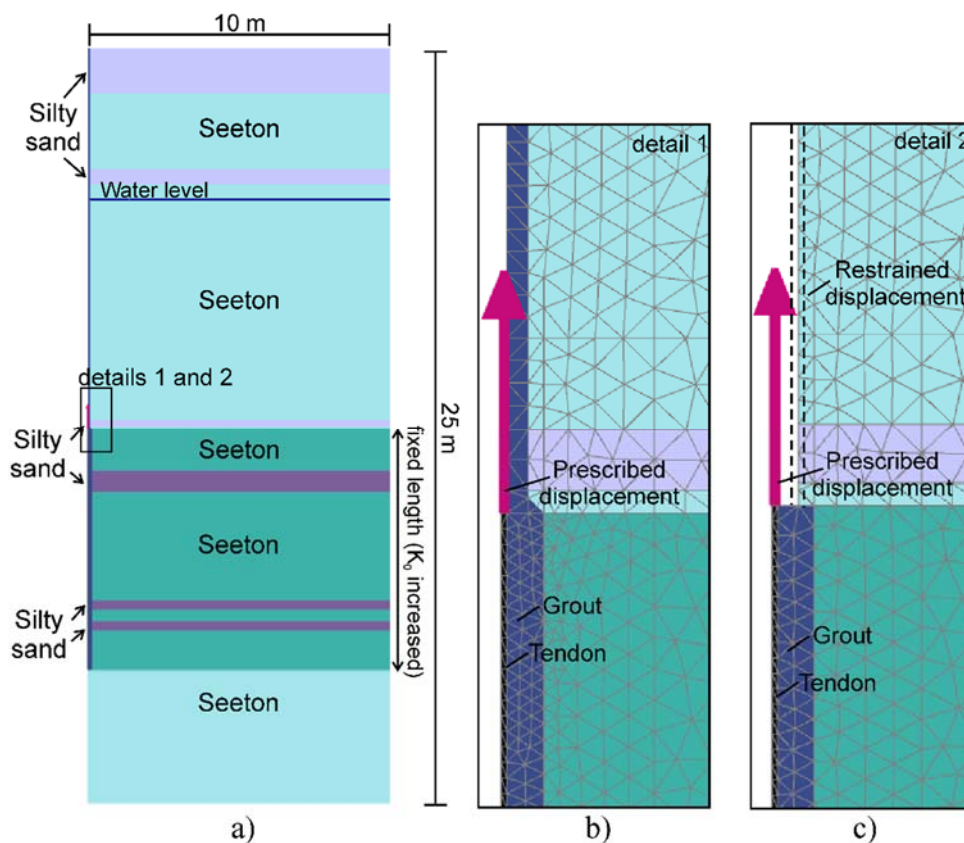 10 m
Silty
sand
Seeton
Water level
Seeton
details 1 and 2
Silty
sand
Seeton
Seeton
Silty
sand
Seeton
fixed length (K₀ increased)
25 m
a)
detail 1
Prescribed
displacement
Grout
Tendon
b)
detail 2
Restrained
displacement
Prescribed
displacement
Grout
Tendon
c)